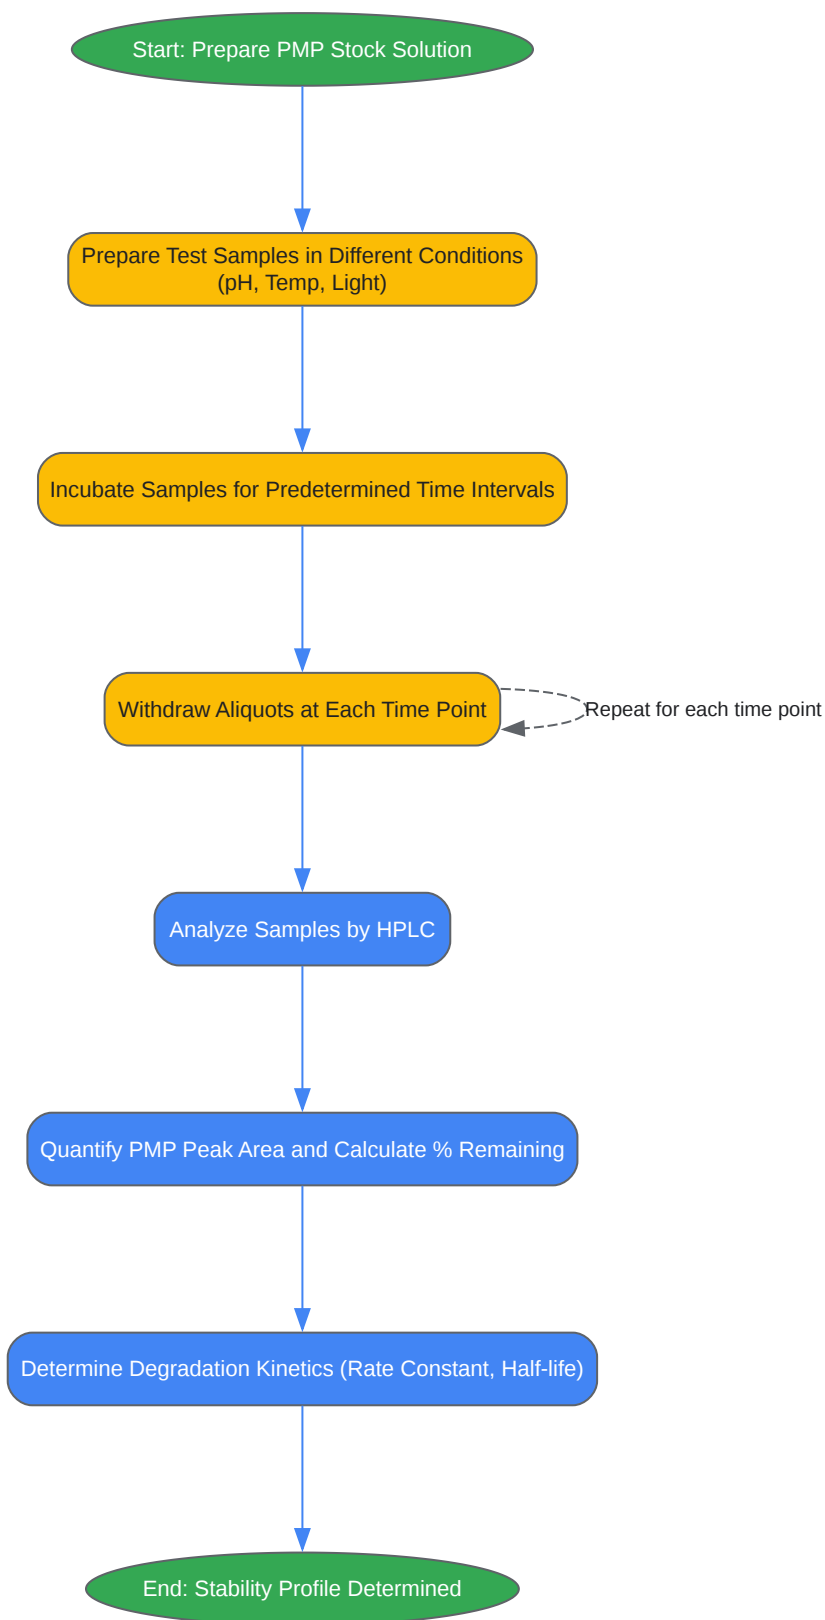 Start: Prepare PMP Stock Solution
Prepare Test Samples in Different Conditions
(pH, Temp, Light)
Incubate Samples for Predetermined Time Intervals
Withdraw Aliquots at Each Time Point
Repeat for each time point
Analyze Samples by HPLC
Quantify PMP Peak Area and Calculate % Remaining
Determine Degradation Kinetics (Rate Constant, Half-life)
End: Stability Profile Determined